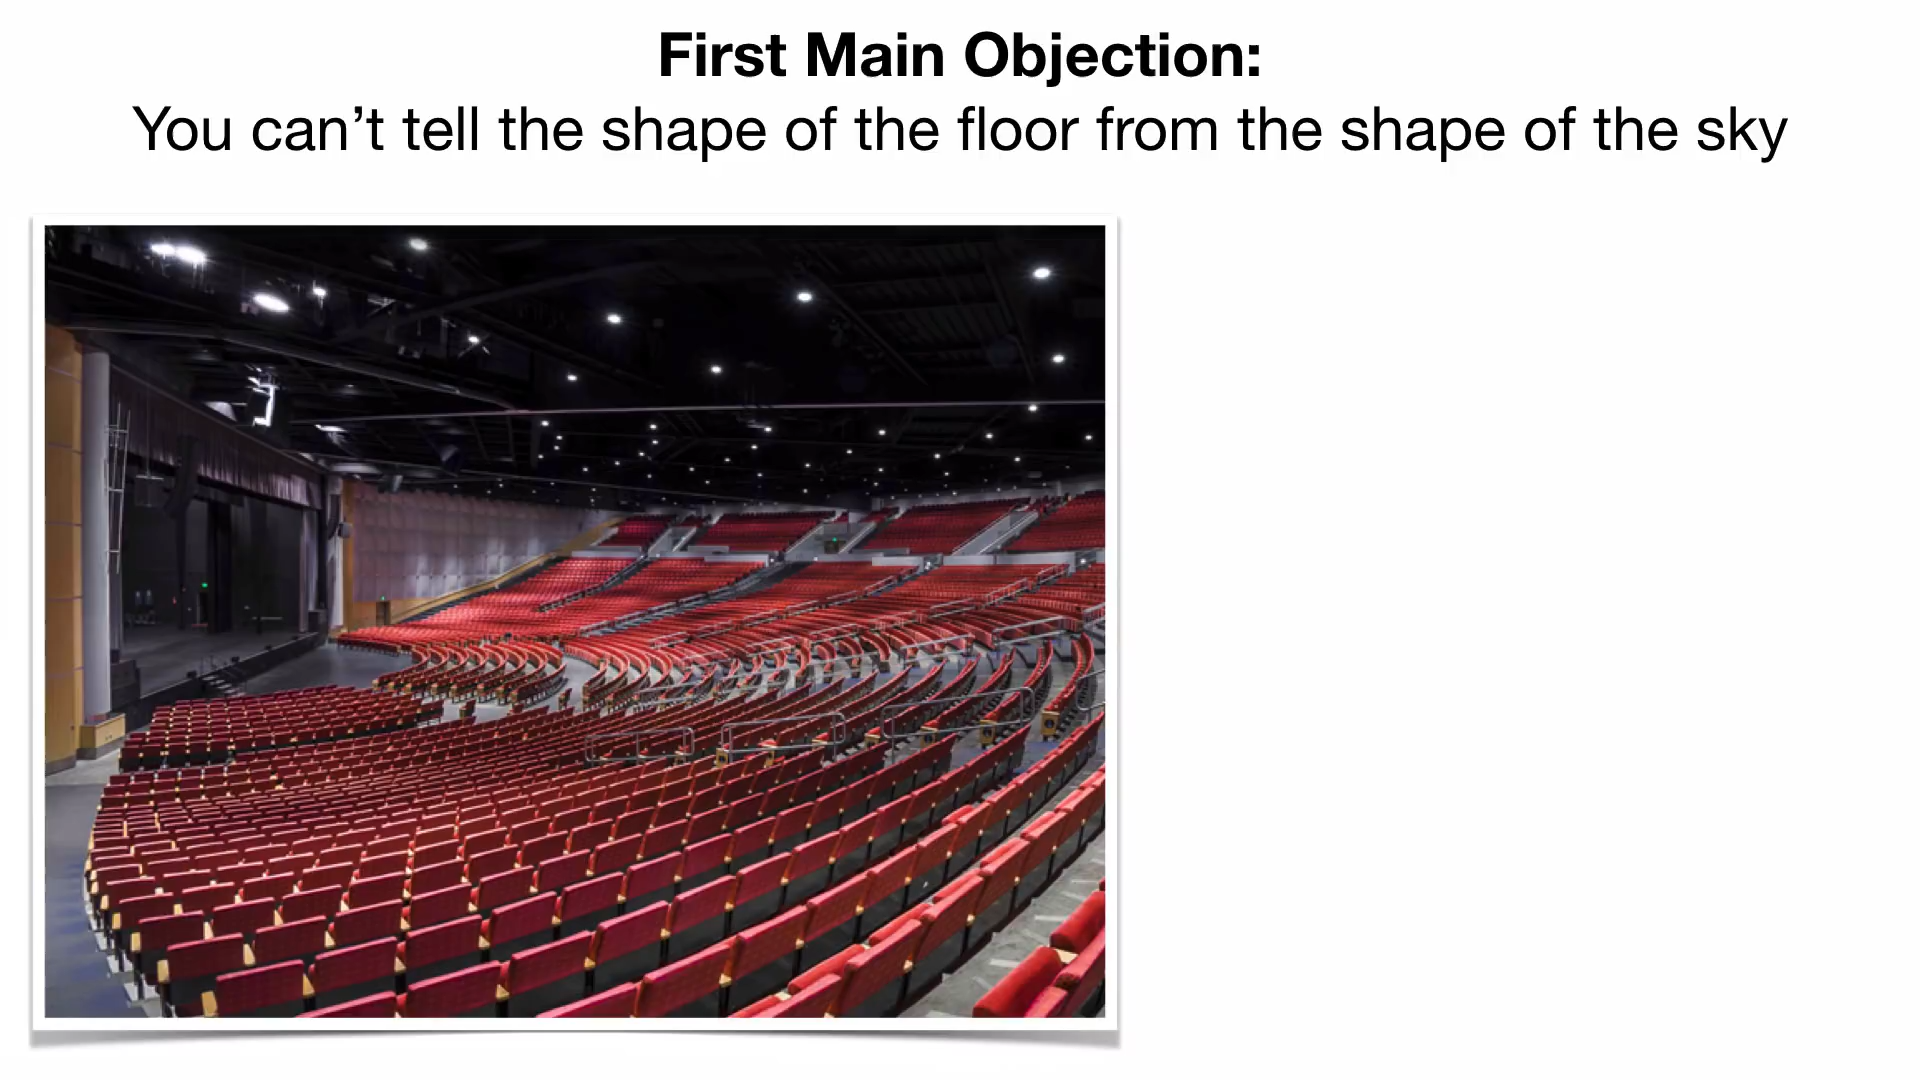 First Main Objection:
You can’t tell the shape of the floor from the shape of the sky